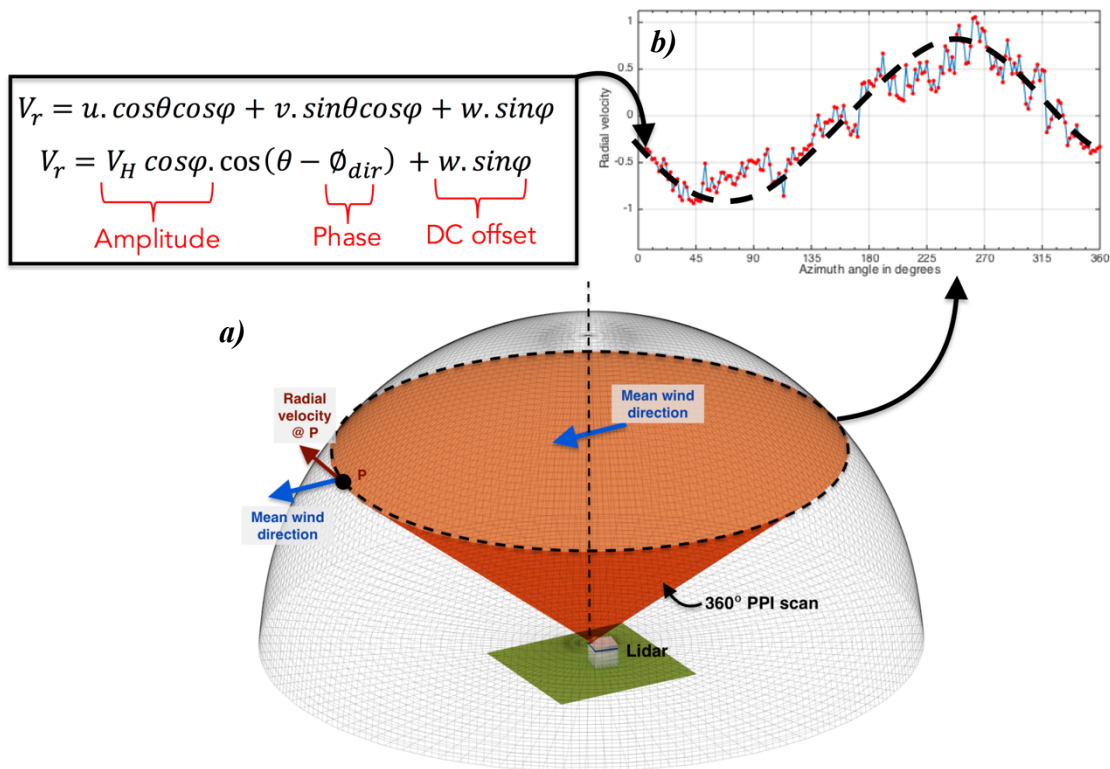 b)
V_r = u.cosθcosφ + v.sinθcosφ + w.sinφ
V_r = V_H cosφ.cos(θ − ∅_dir) + w.sinφ
Amplitude
Phase
DC offset
1
0.5
0
-0.5
-1
Radial velocity
0 45 90 135 180 225 270 315 360
Azimuth angle in degrees
a)
Radial
velocity
@ P
P
Mean wind
direction
Mean wind
direction
360° PPI scan
Lidar